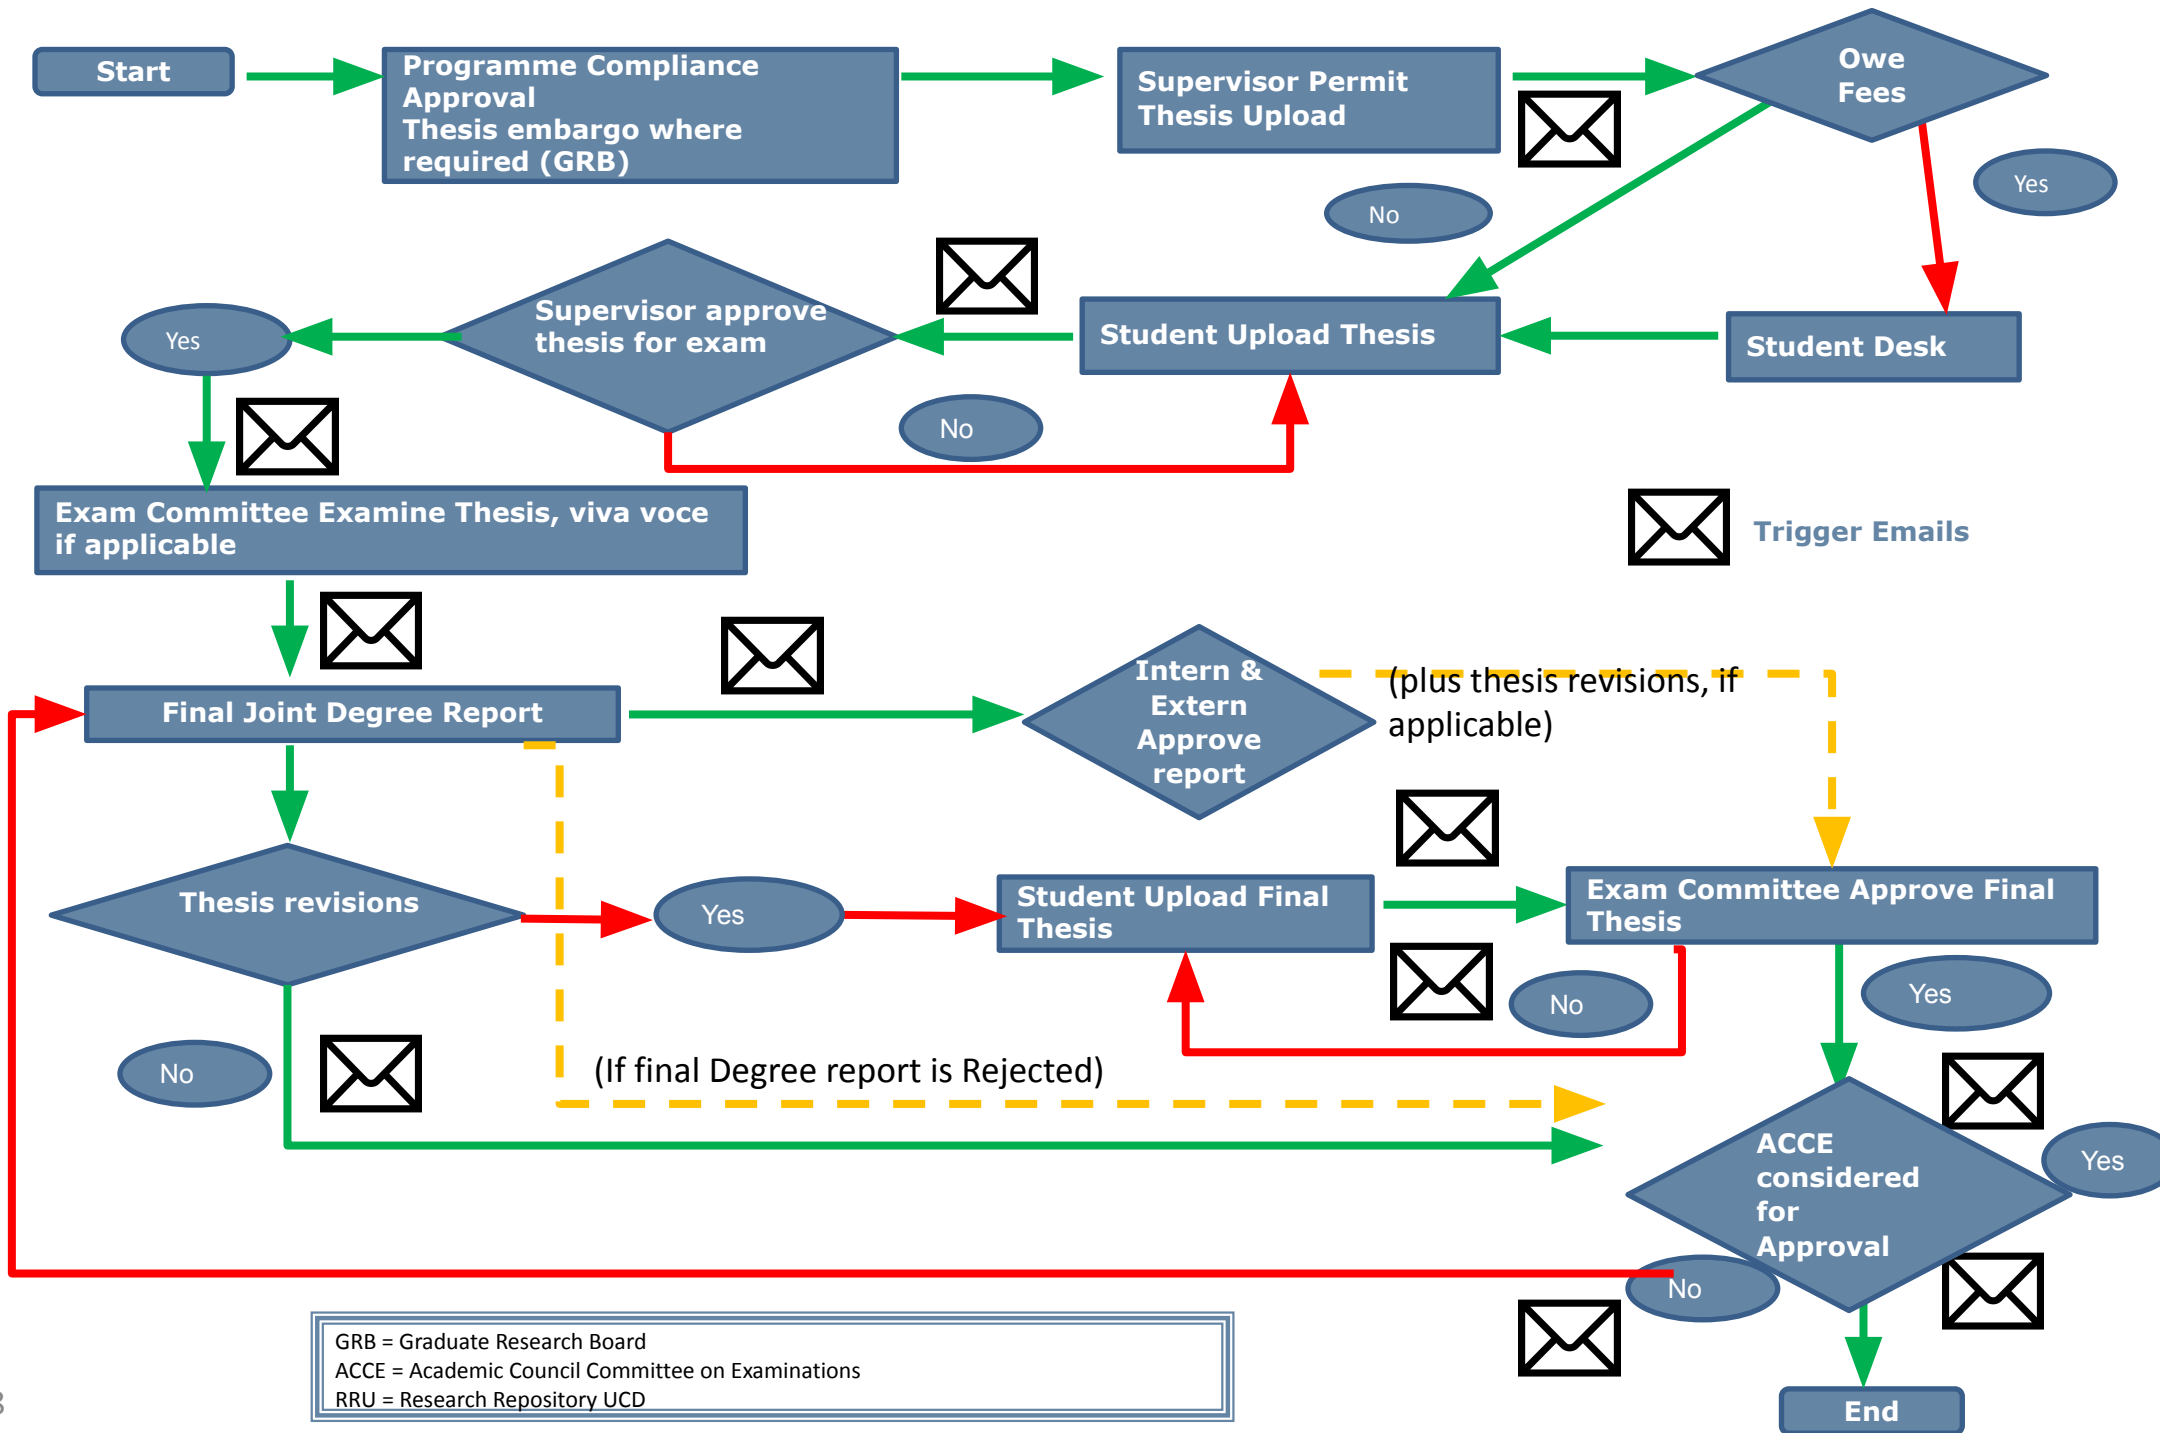 Start
Programme Compliance
Approval
Thesis embargo where
required (GRB)
Supervisor Permit
Thesis Upload
Owe
Fees
Yes
No
Supervisor approve
thesis for exam
Student Upload Thesis
Student Desk
Yes
No
Exam Committee Examine Thesis, viva voce
if applicable
Trigger Emails
Final Joint Degree Report
Intern &
Extern
Approve
report
(plus thesis revisions, if
applicable)
Thesis revisions
Yes
Student Upload Final
Thesis
Exam Committee Approve Final
Thesis
No
Yes
No
(If final Degree report is Rejected)
ACCE
considered
for
Approval
Yes
No
GRB = Graduate Research Board
ACCE = Academic Council Committee on Examinations
RRU = Research Repository UCD
End